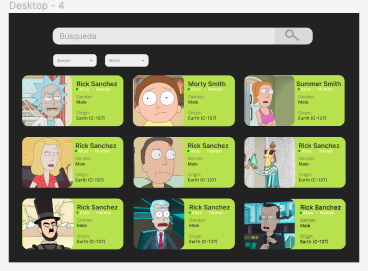 Desktop - 4
Busqueda
Gender
Status
Rick Sanchez
Alive - Human
Gender:
Male
Origin:
Earth (C-137)
Morty Smith
Alive - Human
Gender:
Male
Origin:
Earth (C-137)
Summer Smith
Alive - Human
Gender:
Male
Origin:
Earth (C-137)
Rick Sanchez
Alive - Human
Gender:
Male
Origin:
Earth (C-137)
Rick Sanchez
Alive - Human
Gender:
Male
Origin:
Earth (C-137)
Rick Sanchez
Alive - Human
Gender:
Male
Origin:
Earth (C-137)
Rick Sanchez
Alive - Human
Gender:
Male
Origin:
Earth (C-137)
Rick Sanchez
Alive - Human
Gender:
Male
Origin:
Earth (C-137)
Rick Sanchez
Alive - Human
Gender:
Male
Origin:
Earth (C-137)